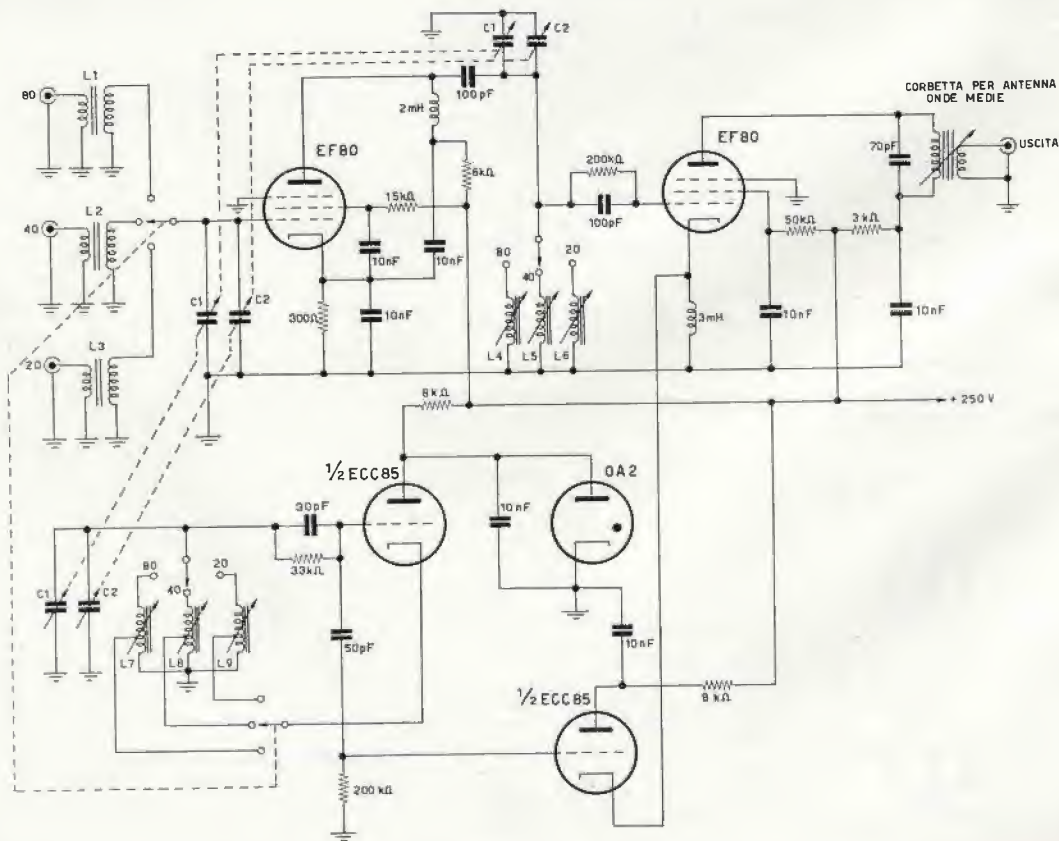 C1
C2
L1
80
100pF
CORBETTA PER ANTENNA
ONDE MEDIE
2mH
EF80
EF80
70pF
USCITA
200kΩ
6kΩ
15kΩ
L2
40
100pF
50kΩ
3kΩ
10nF
10nF
80
20
40
C1
C2
L3
300Ω
10nF
3mH
10nF
10nF
20
L4
L5
L6
8kΩ
+ 250 V
1/2 ECC85
OA2
30pF
10nF
33kΩ
80
20
40
C1
C2
50pF
10nF
L7
L8
L9
1/2 ECC85
8kΩ
200kΩ